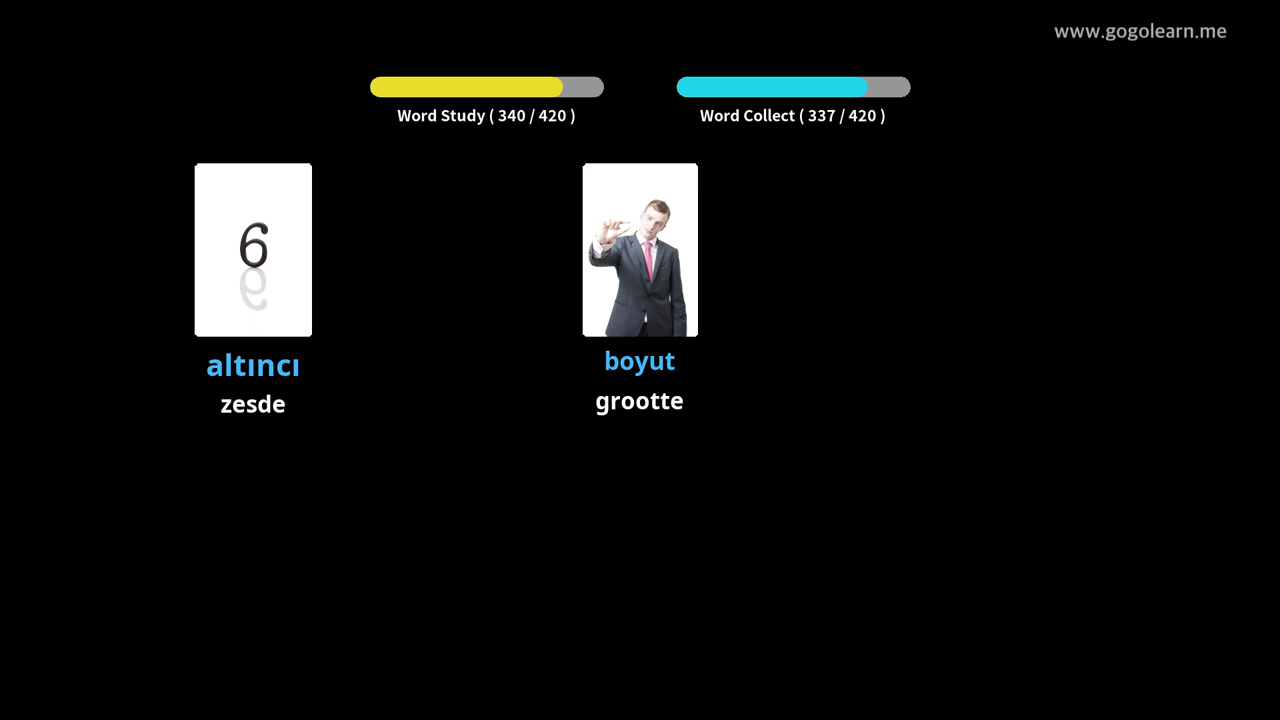 www.gogolearn.me
Word Study ( 340 / 420 )
Word Collect ( 337 / 420 )
6
altıncı
zesde
boyut
grootte